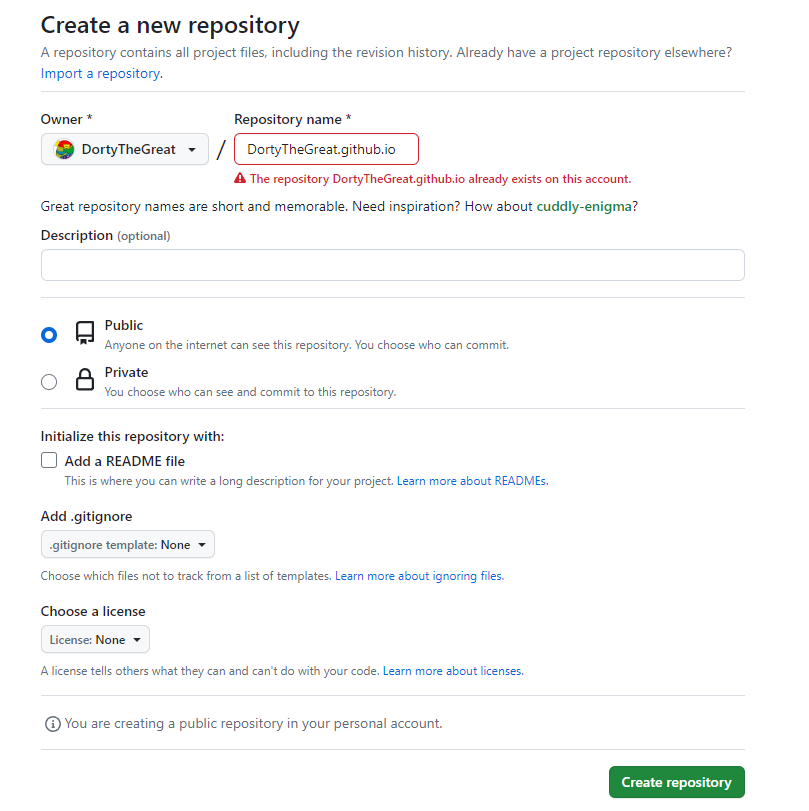 Create a new repository
A repository contains all project files, including the revision history. Already have a project repository elsewhere?
Import a repository.
Owner *
Repository name *
DortyTheGreat
/
DortyTheGreat.github.io
The repository DortyTheGreat.github.io already exists on this account.
Great repository names are short and memorable. Need inspiration? How about cuddly-enigma?
Description (optional)
Public
Anyone on the internet can see this repository. You choose who can commit.
Private
You choose who can see and commit to this repository.
Initialize this repository with:
Add a README file
This is where you can write a long description for your project. Learn more about READMEs.
Add .gitignore
.gitignore template: None
Choose which files not to track from a list of templates. Learn more about ignoring files.
Choose a license
License: None
A license tells others what they can and can't do with your code. Learn more about licenses.
You are creating a public repository in your personal account.
Create repository